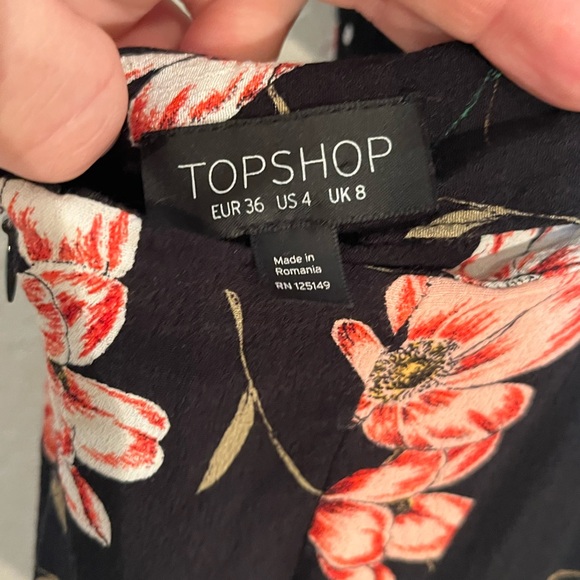 TOPSHOP
EUR 36 US 4 UK 8
Made in
Romania
RN 125149